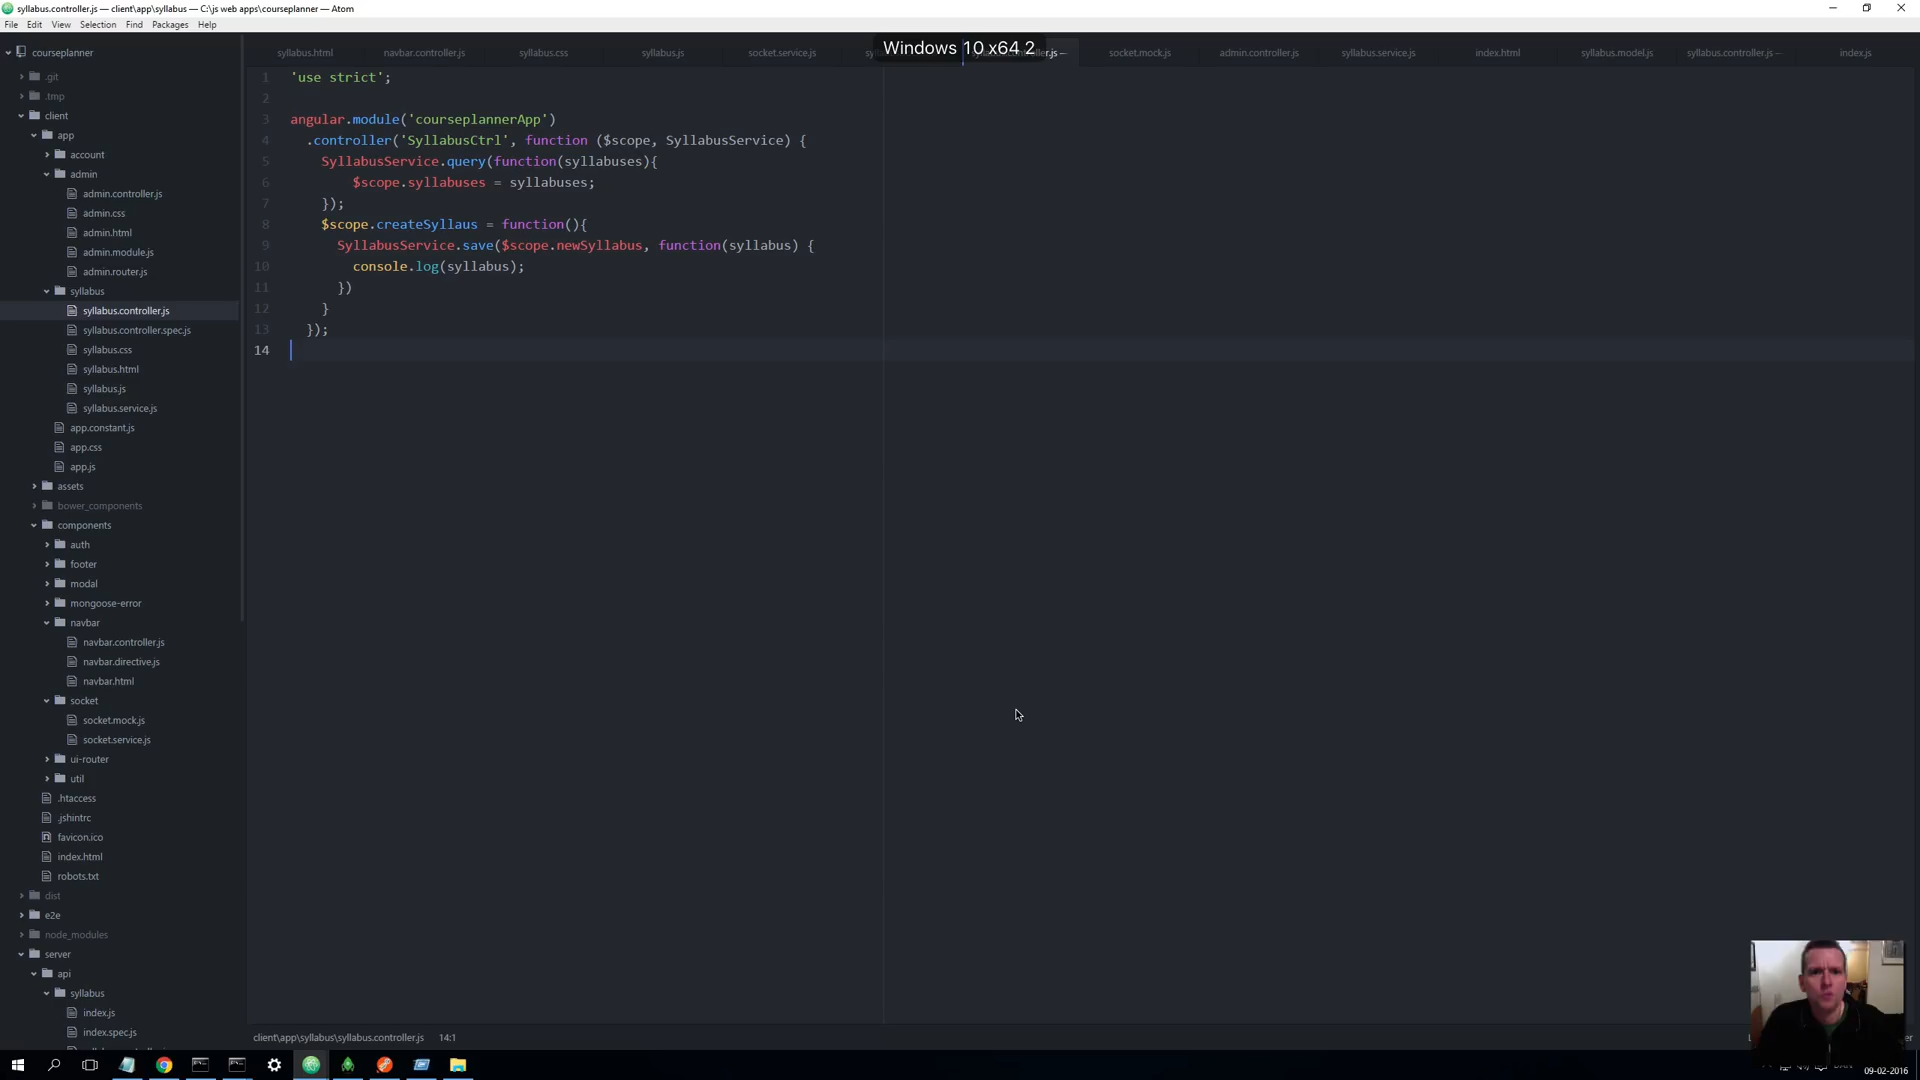 syllabus.controller.js — client\app\syllabus — C:\js web apps\courseplanner — Atom
File Edit View Selection Find Packages Help
Windows 10 x64 2
courseplanner
.git
.tmp
client
app
account
admin
admin.controller.js
admin.css
admin.html
admin.module.js
admin.router.js
syllabus
syllabus.controller.js
syllabus.controller.spec.js
syllabus.css
syllabus.html
syllabus.js
syllabus.service.js
app.constant.js
app.css
app.js
assets
bower_components
components
auth
footer
modal
mongoose-error
navbar
navbar.controller.js
navbar.directive.js
navbar.html
socket
socket.mock.js
socket.service.js
ui-router
util
.htaccess
.jshintrc
favicon.ico
index.html
robots.txt
dist
e2e
node_modules
server
api
syllabus
index.js
index.spec.js
syllabus.html navbar.controller.js syllabus.css syllabus.js socket.service.js socket.mock.js admin.controller.js syllabus.service.js index.html syllabus.model.js syllabus.controller.js — index.js
1 'use strict';
2
3 angular.module('courseplannerApp')
4 .controller('SyllabusCtrl', function ($scope, SyllabusService) {
5 SyllabusService.query(function(syllabuses){
6 $scope.syllabuses = syllabuses;
7 });
8 $scope.createSyllaus = function(){
9 SyllabusService.save($scope.newSyllabus, function(syllabus) {
10 console.log(syllabus);
11 })
12 }
13 });
14
client\app\syllabus\syllabus.controller.js 14:1
09-02-2016